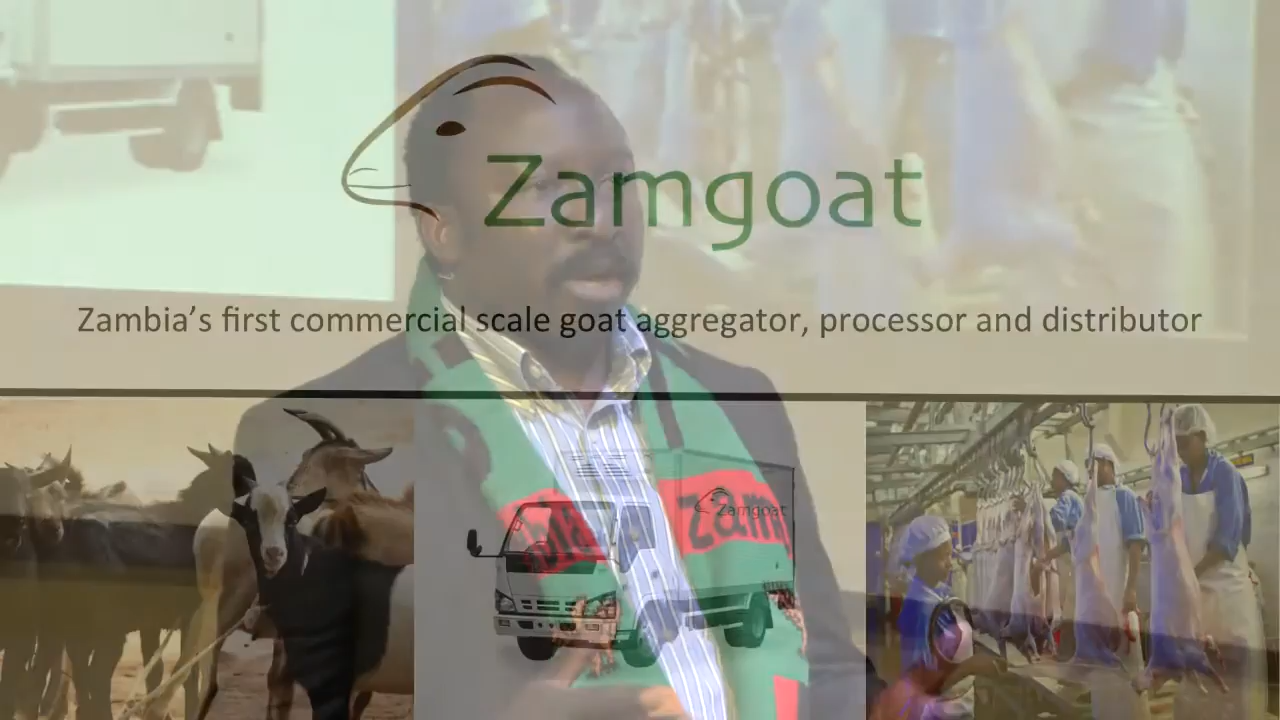 Zamgoat
Zambia's first commercial scale goat aggregator, processor and distributor
Zamgoat